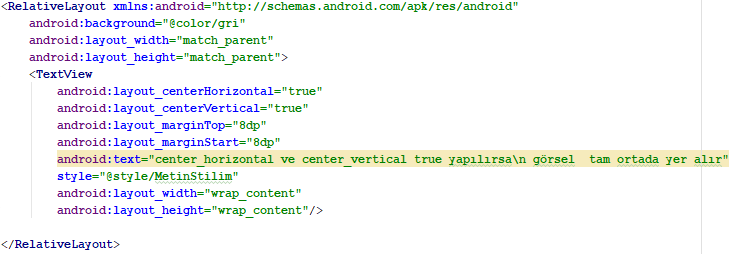 <RelativeLayout xmlns:android="http://schemas.android.com/apk/res/android"
    android:background="@color/gri"
    android:layout_width="match_parent"
    android:layout_height="match_parent">
    <TextView
        android:layout_centerHorizontal="true"
        android:layout_centerVertical="true"
        android:layout_marginTop="8dp"
        android:layout_marginStart="8dp"
        android:text="center_horizontal ve center_vertical true yapılırsa\n görsel  tam ortada yer alır"
        style="@style/MetinStilim"
        android:layout_width="wrap_content"
        android:layout_height="wrap_content"/>

</RelativeLayout>